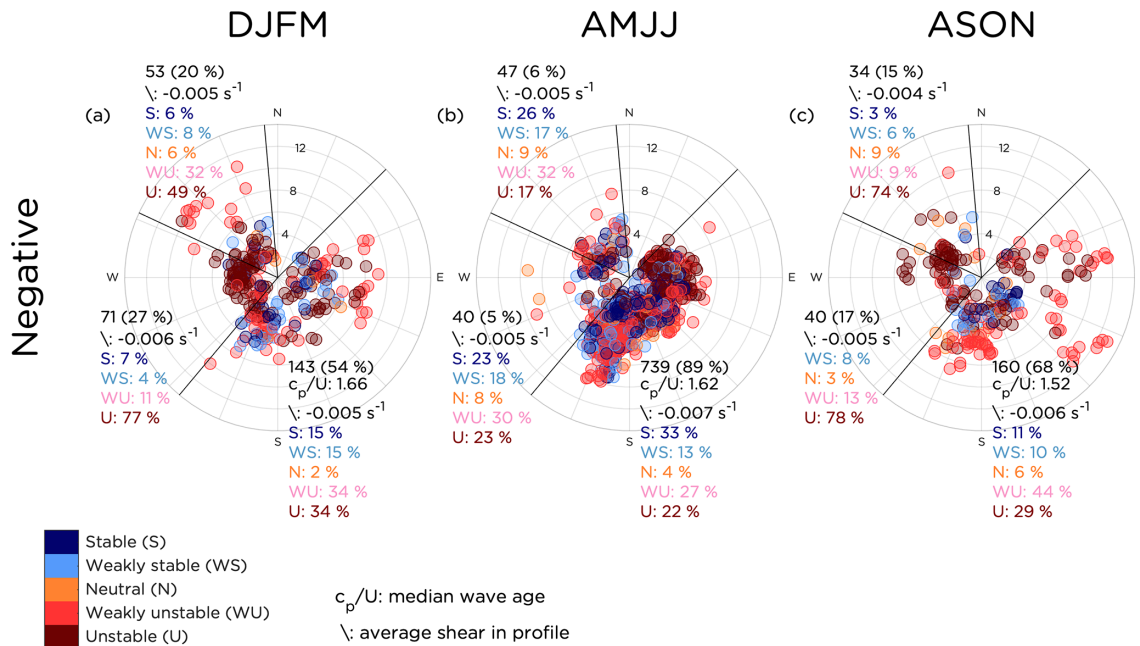 DJFM
AMJJ
ASON
Negative
(a)
53 (20 %)
\: -0.005 s-1
S: 6 %
WS: 8 %
N: 6 %
WU: 32 %
U: 49 %
N
12
8
4
W
E
S
71 (27 %)
\: -0.006 s-1
S: 7 %
WS: 4 %
WU: 11 %
U: 77 %
143 (54 %)
cp/U: 1.66
\: -0.005 s-1
S: 15 %
WS: 15 %
N: 2 %
WU: 34 %
U: 34 %
(b)
47 (6 %)
\: -0.005 s-1
S: 26 %
WS: 17 %
N: 9 %
WU: 32 %
U: 17 %
N
12
8
4
W
E
S
40 (5 %)
\: -0.005 s-1
S: 23 %
WS: 18 %
N: 8 %
WU: 30 %
U: 23 %
739 (89 %)
cp/U: 1.62
\: -0.007 s-1
S: 33 %
WS: 13 %
N: 4 %
WU: 27 %
U: 22 %
(c)
34 (15 %)
\: -0.004 s-1
S: 3 %
WS: 6 %
N: 9 %
WU: 9 %
U: 74 %
N
12
8
4
W
E
S
40 (17 %)
\: -0.005 s-1
WS: 8 %
N: 3 %
WU: 13 %
U: 78 %
160 (68 %)
cp/U: 1.52
\: -0.006 s-1
S: 11 %
WS: 10 %
N: 6 %
WU: 44 %
U: 29 %
Stable (S)
Weakly stable (WS)
Neutral (N)
Weakly unstable (WU)
Unstable (U)
cp/U: median wave age
\: average shear in profile